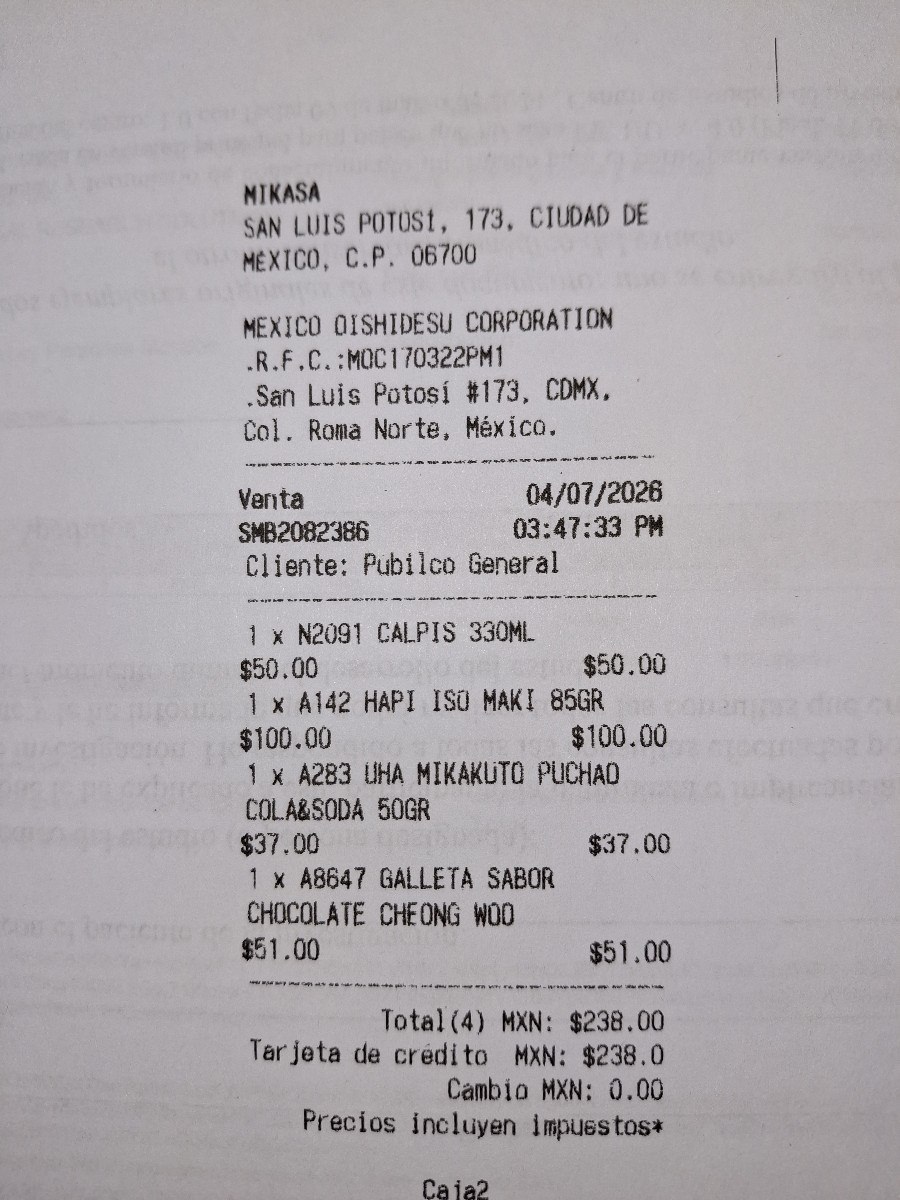 MIKASA
SAN LUIS POTOSÍ, 173, CIUDAD DE
MÉXICO, C.P. 06700
MEXICO OISHIDESU CORPORATION
.R.F.C.:MOC170322PM1
.San Luis Potosí #173, CDMX,
Col. Roma Norte, México.
Venta 04/07/2026
SMB2082386 03:47:33 PM
Cliente: Pubilco General
1 x N2091 CALPIS 330ML
$50.00 $50.00
1 x A142 HAPI ISO MAKI 85GR
$100.00 $100.00
1 x A283 UHA MIKAKUTO PUCHAO
COLA&SODA 50GR
$37.00 $37.00
1 x A8647 GALLETA SABOR
CHOCOLATE CHEONG WOO
$51.00 $51.00
Total(4) MXN: $238.00
Tarjeta de crédito MXN: $238.0
Cambio MXN: 0.00
Precios incluyen impuestos*
Caja2